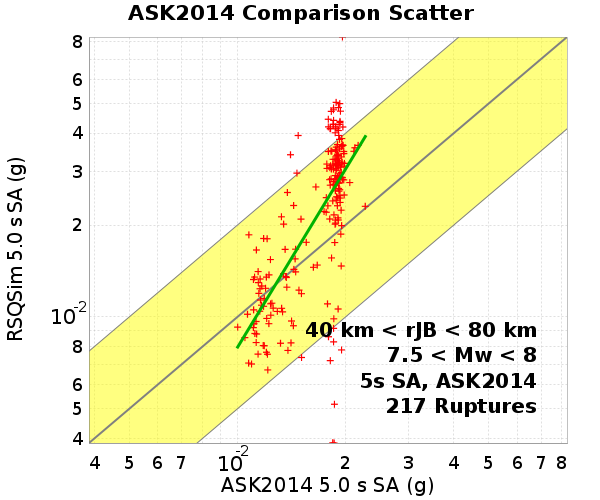 ASK2014 Comparison Scatter
8
6
5
4
3
2
10-2
8
6
5
4
RSQSim 5.0 s SA (g)
40 km < rJB < 80 km
7.5 < Mw < 8
5s SA, ASK2014
217 Ruptures
4 5 6 7 10-2 2 3 4 5 6 7 8
ASK2014 5.0 s SA (g)